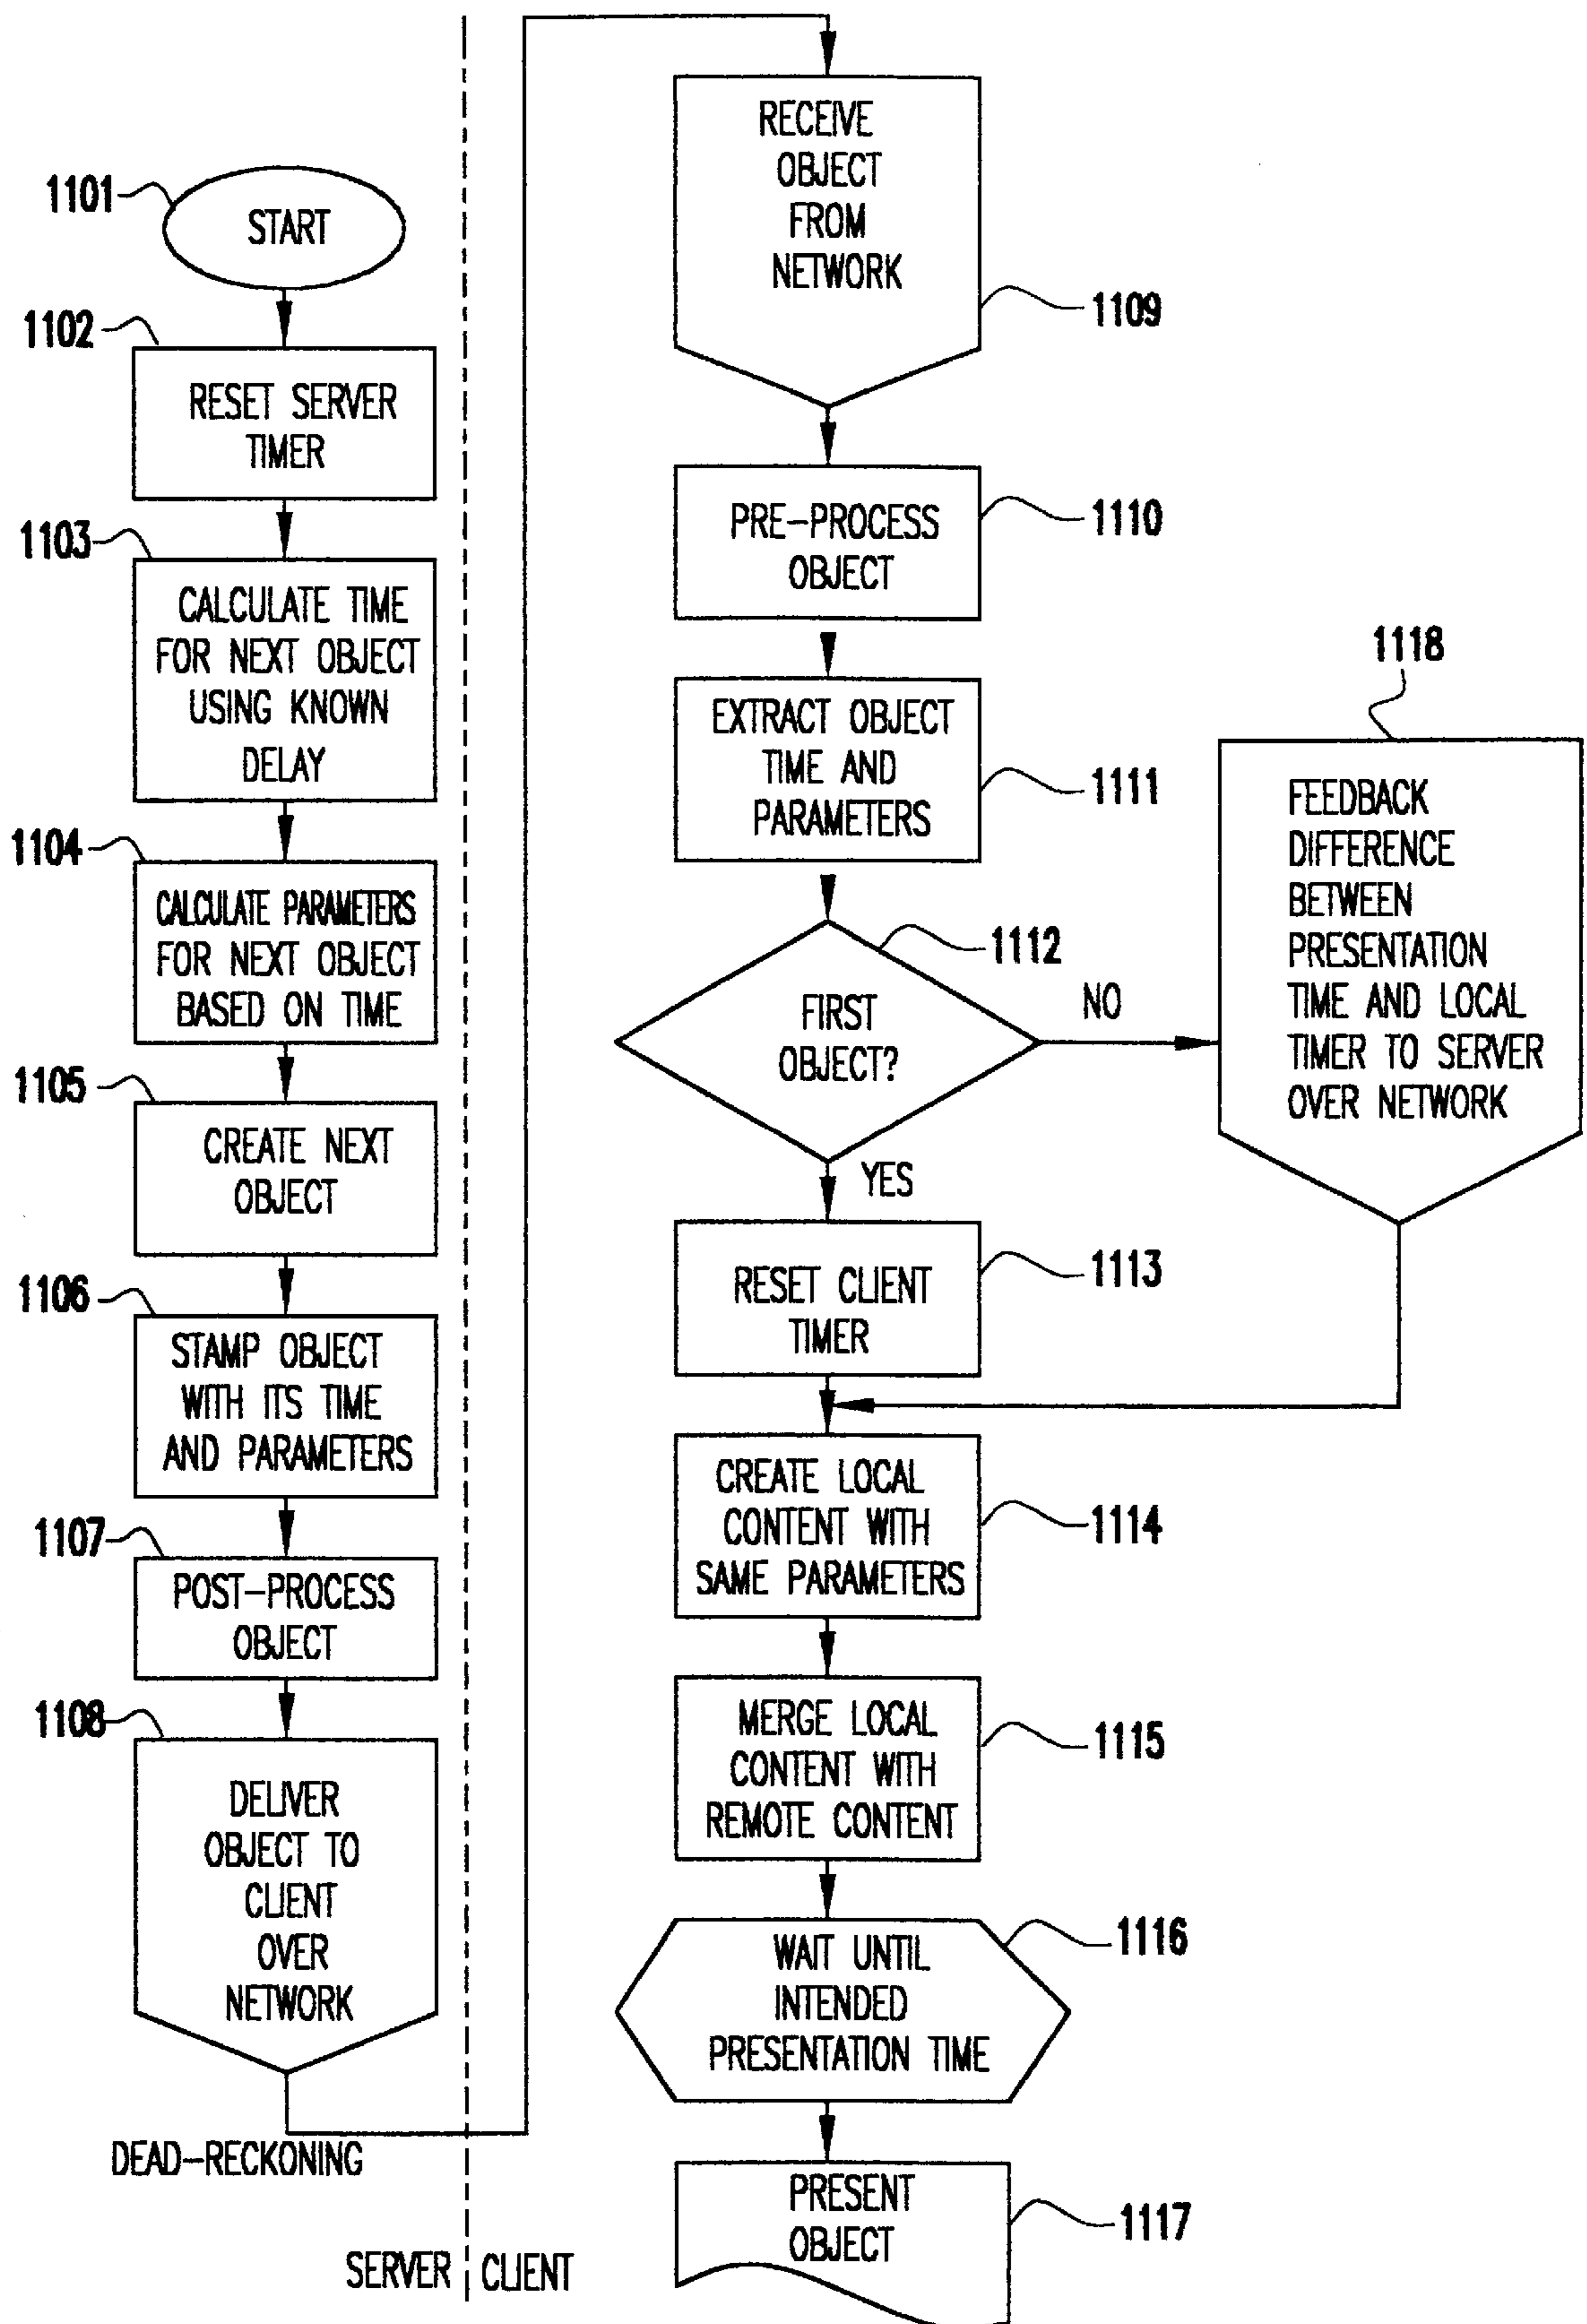 1101
START
1102
RESET SERVER
TIMER
1103
CALCULATE TIME
FOR NEXT OBJECT
USING KNOWN
DELAY
1104
CALCULATE PARAMETERS
FOR NEXT OBJECT
BASED ON TIME
1105
CREATE NEXT
OBJECT
1106
STAMP OBJECT
WITH ITS TIME
AND PARAMETERS
1107
POST-PROCESS
OBJECT
1108
DELIVER
OBJECT TO
CLIENT
OVER
NETWORK
DEAD-RECKONING
SERVER
CLIENT
RECEIVE
OBJECT
FROM
NETWORK
1109
PRE-PROCESS
OBJECT
1110
EXTRACT OBJECT
TIME AND
PARAMETERS
1111
FIRST
OBJECT?
1112
NO
YES
1118
FEEDBACK
DIFFERENCE
BETWEEN
PRESENTATION
TIME AND LOCAL
TIMER TO SERVER
OVER NETWORK
RESET CLIENT
TIMER
1113
CREATE LOCAL
CONTENT WITH
SAME PARAMETERS
1114
MERGE LOCAL
CONTENT WITH
REMOTE CONTENT
1115
WAIT UNTIL
INTENDED
PRESENTATION TIME
1116
PRESENT
OBJECT
1117